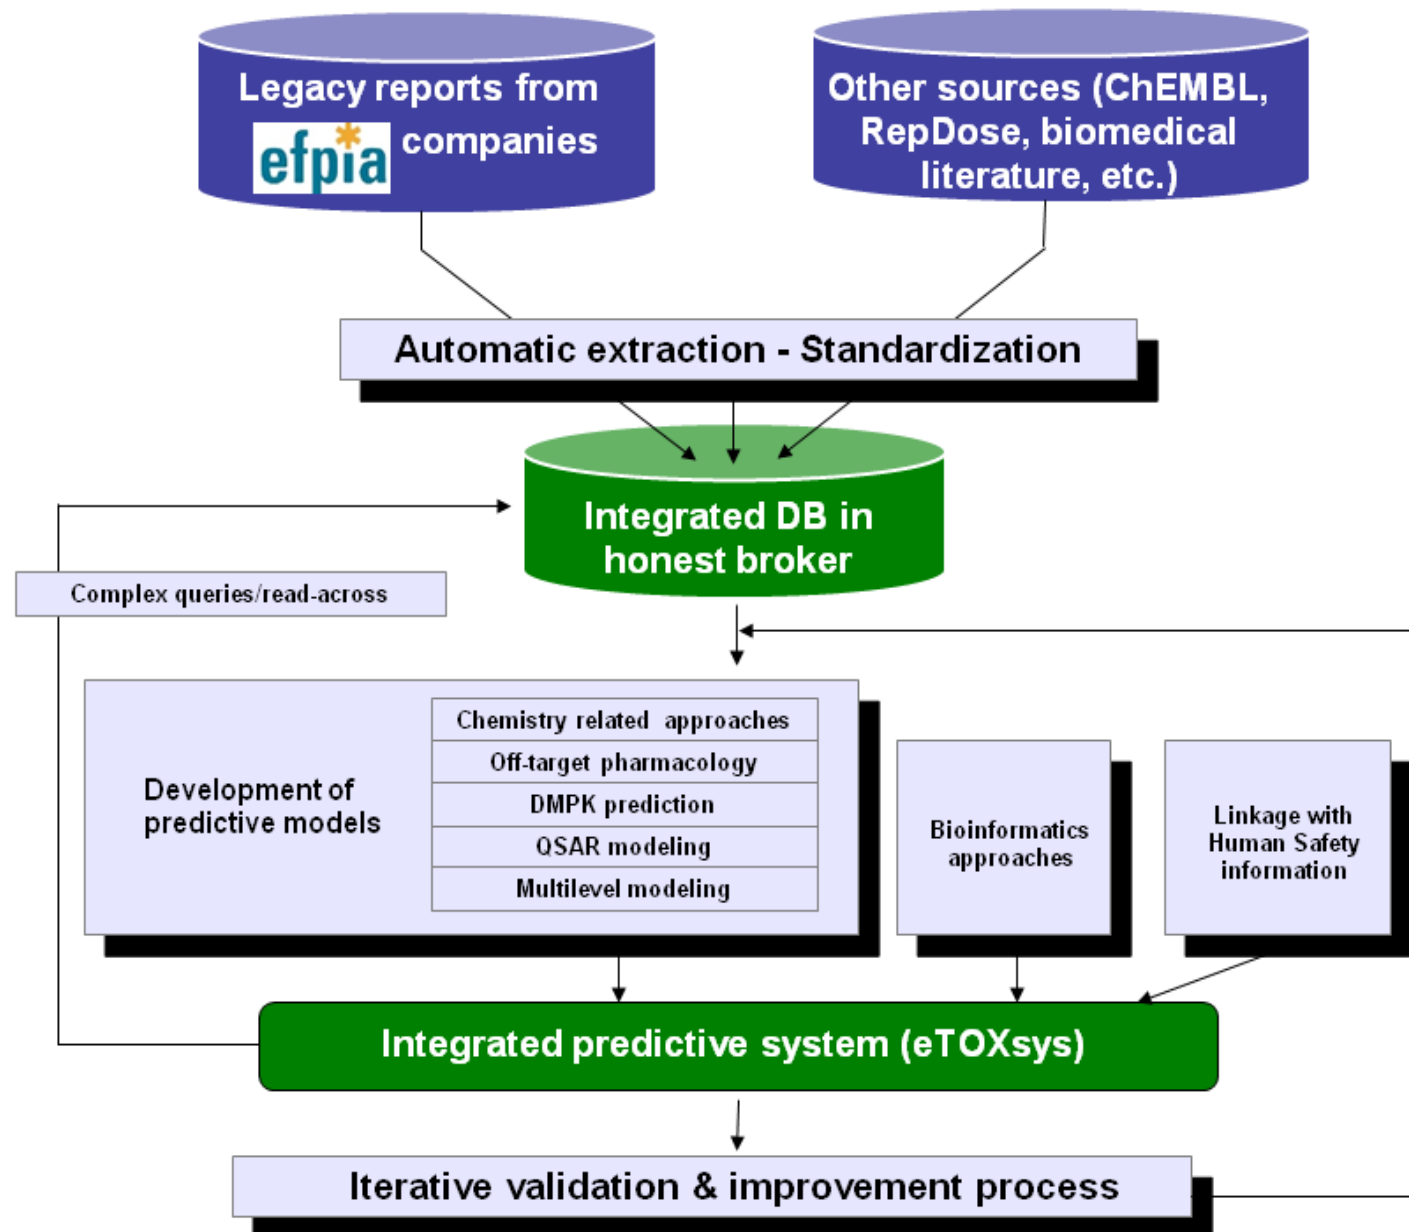 Legacy reports from
efpia companies
Other sources (ChEMBL,
RepDose, biomedical
literature, etc.)
Automatic extraction - Standardization
Integrated DB in
honest broker
Complex queries/read-across
Development of
predictive models
Chemistry related approaches
Off-target pharmacology
DMPK prediction
QSAR modeling
Multilevel modeling
Bioinformatics
approaches
Linkage with
Human Safety
information
Integrated predictive system (eTOXsys)
Iterative validation & improvement process